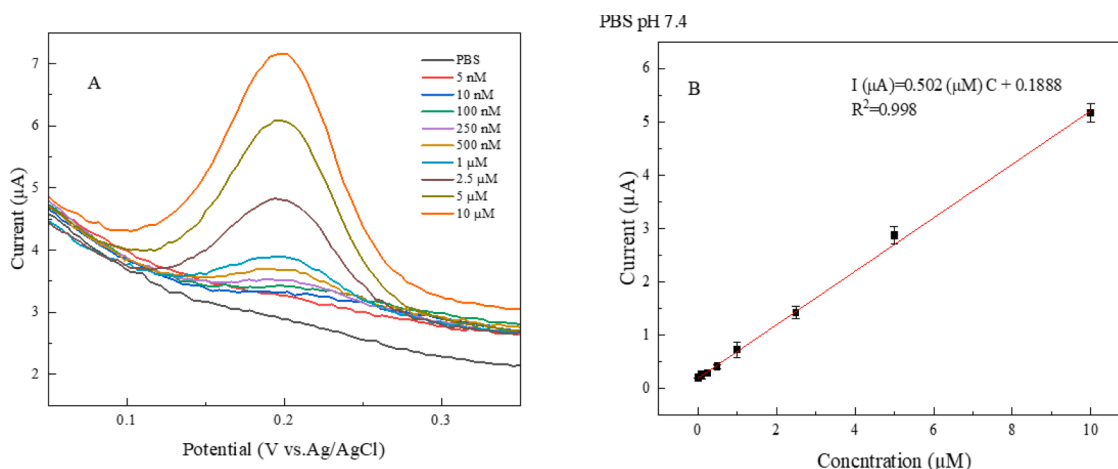 PBS pH 7.4
A
PBS
5 nM
10 nM
100 nM
250 nM
500 nM
1 μM
2.5 μM
5 μM
10 μM
7
6
5
4
3
2
0.1
0.2
0.3
Current (μA)
Potential (V vs.Ag/AgCl)
B
I (μA)=0.502 (μM) C + 0.1888
R²=0.998
6
5
4
3
2
1
0
0
2
4
6
8
10
Current (μA)
Concntration (μM)